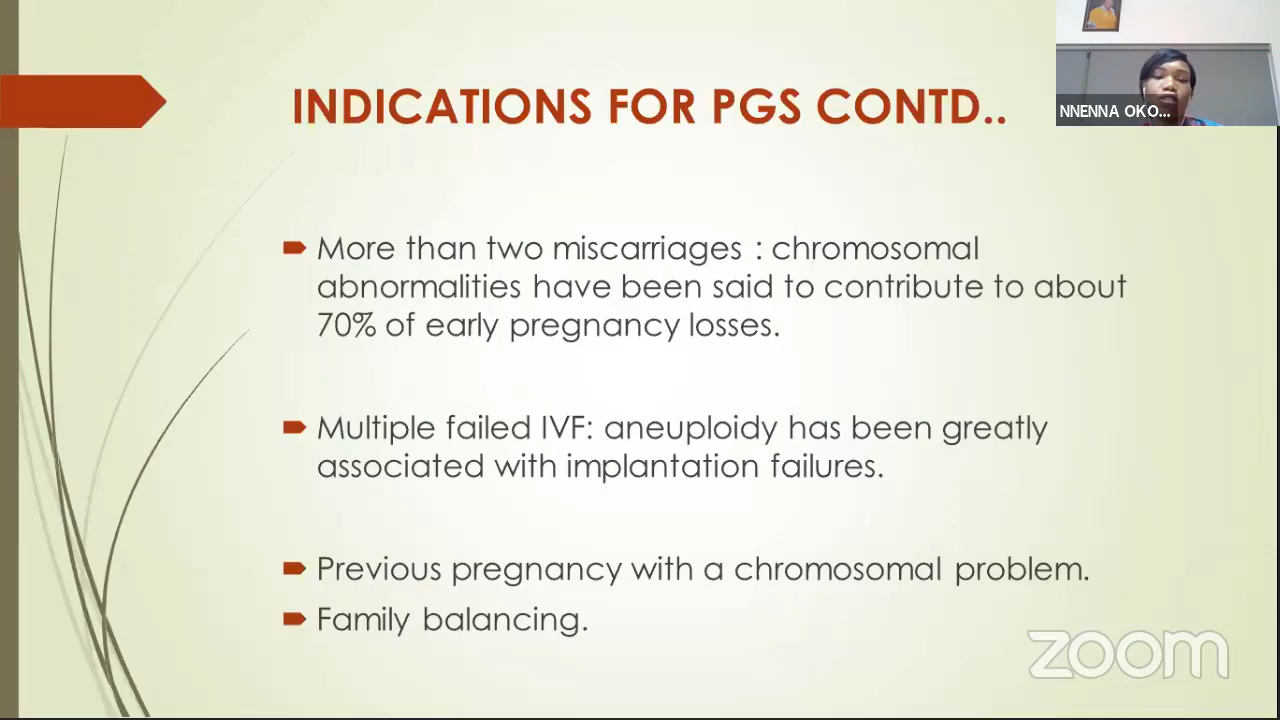 INDICATIONS FOR PGS CONTD..
NNENNA OKO...
More than two miscarriages : chromosomal
abnormalities have been said to contribute to about
70% of early pregnancy losses.
Multiple failed IVF: aneuploidy has been greatly
associated with implantation failures.
Previous pregnancy with a chromosomal problem.
Family balancing.
zoom